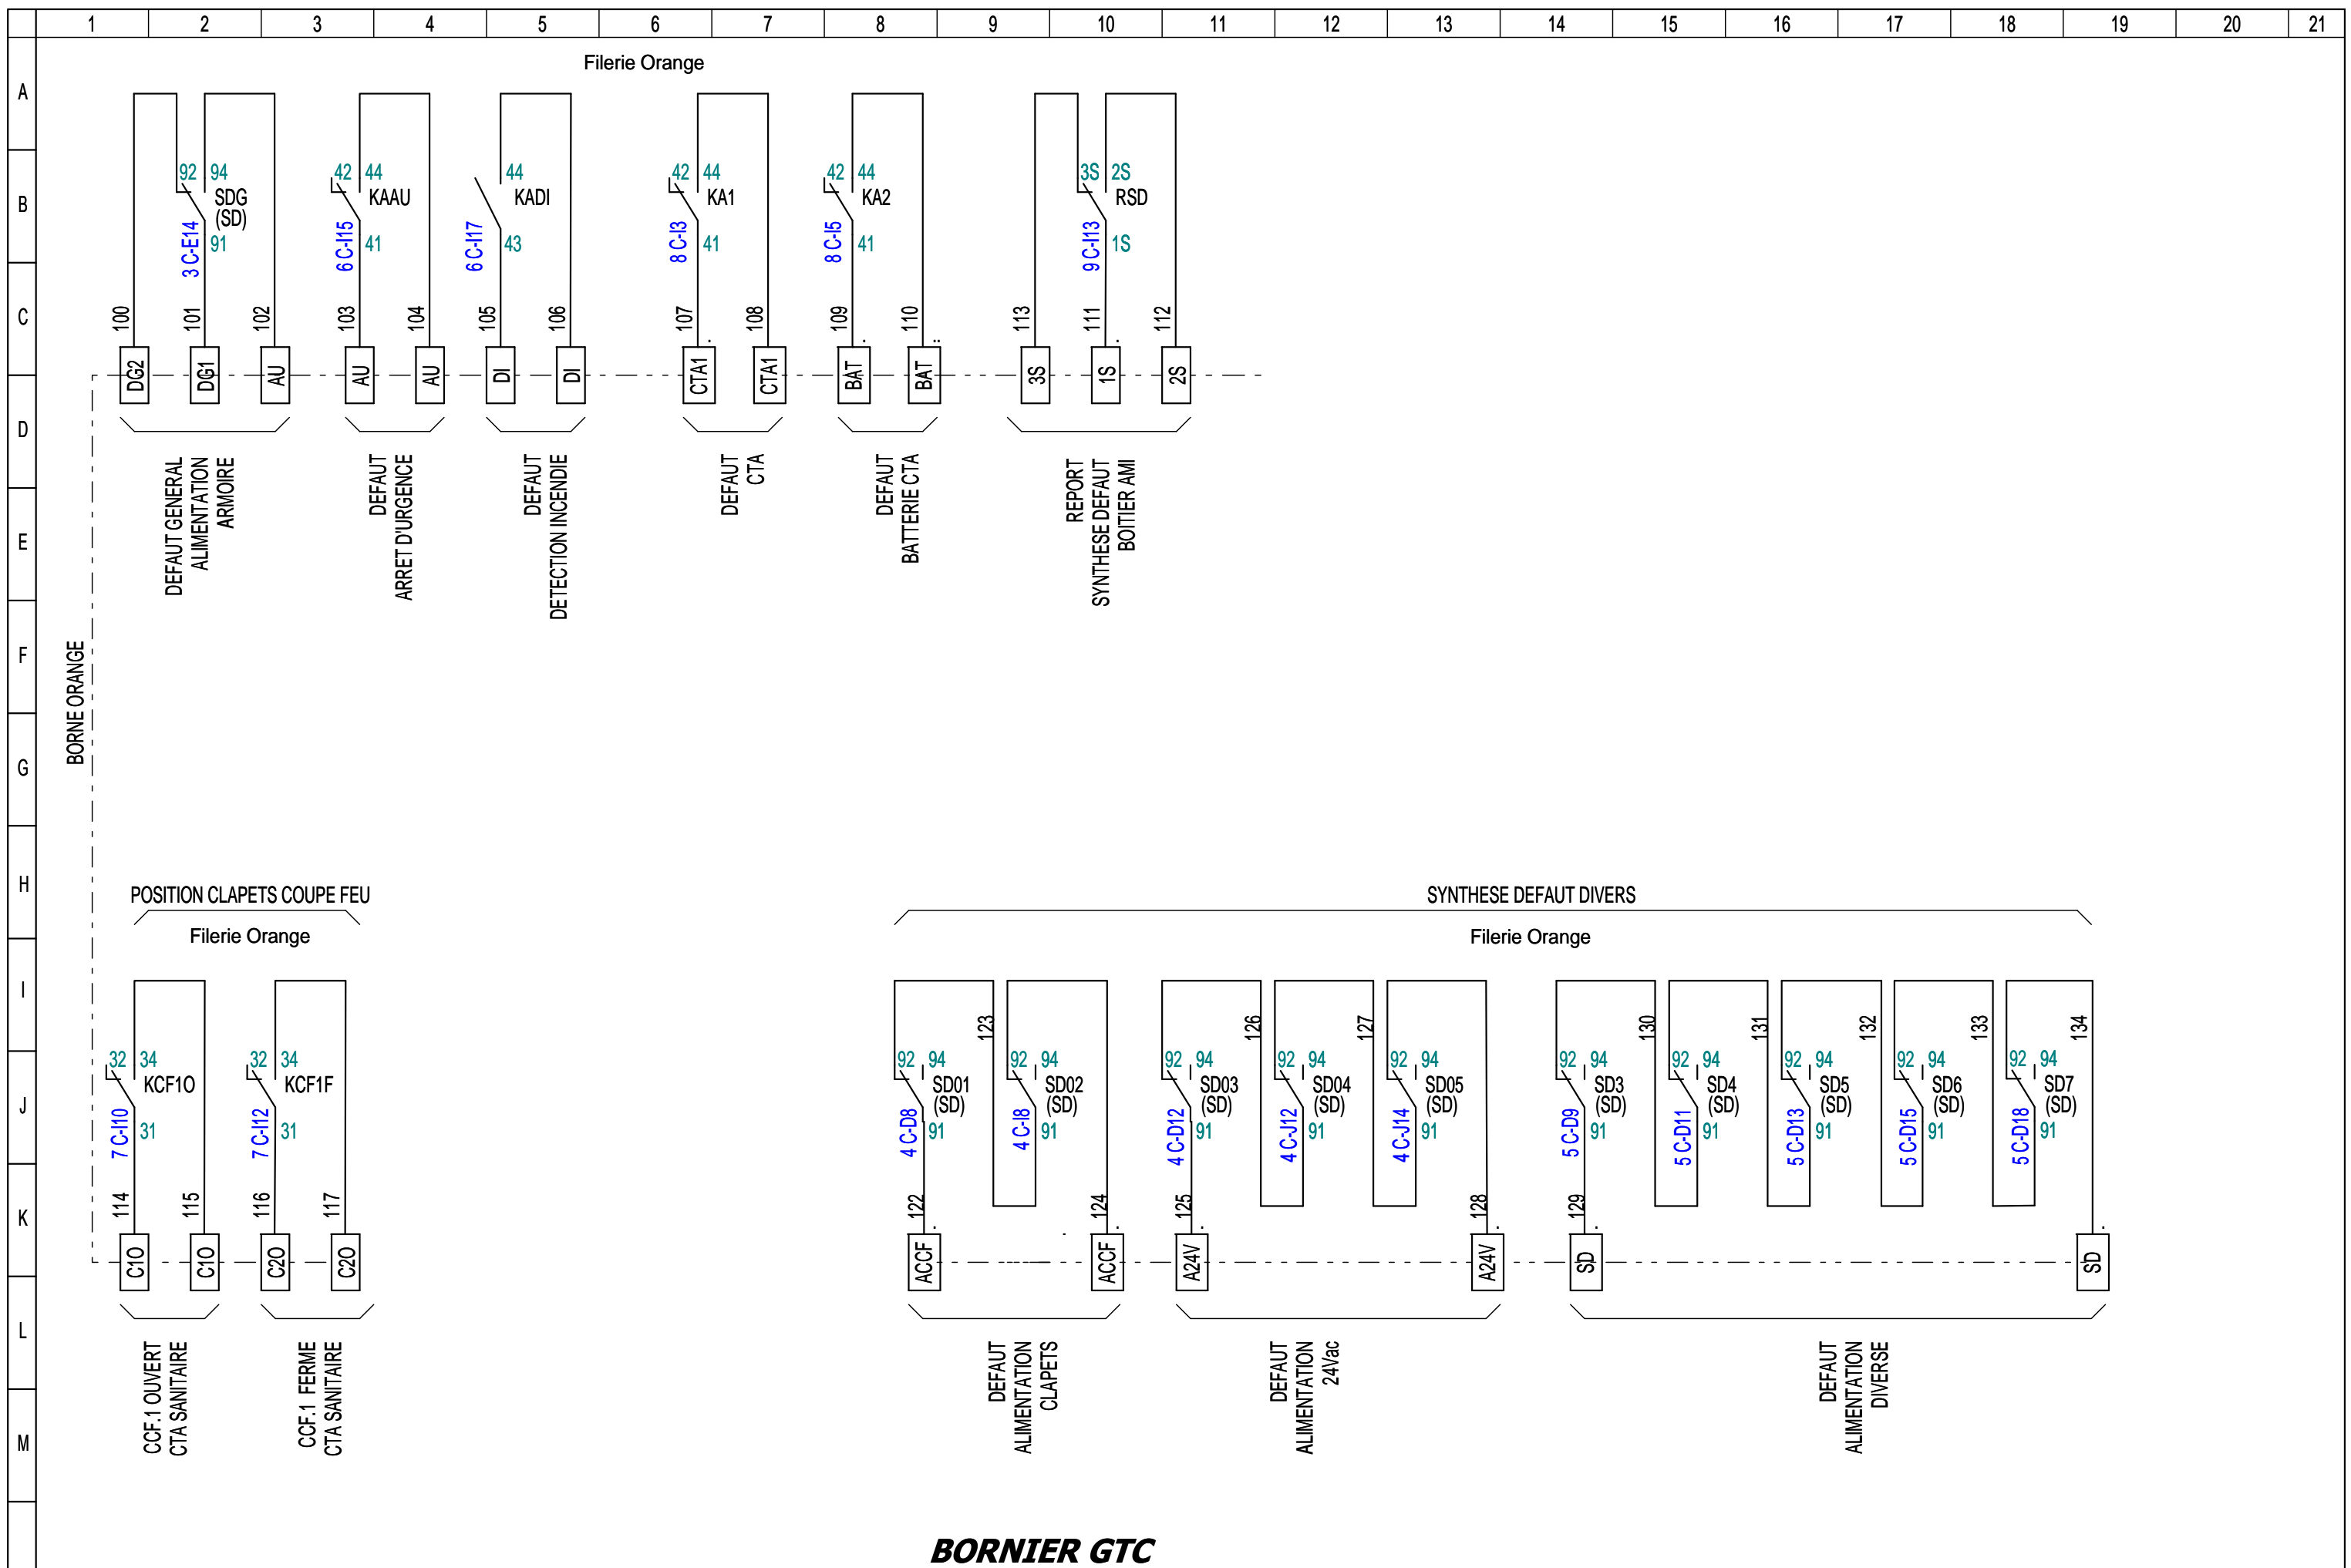 1 2 3 4 5 6 7 8 9 10 11 12 13 14 15 16 17 18 19 20 21
Filerie Orange
A
B
C
D
E
F
G
H
I
J
K
L
M
92 94
SDG
(SD)
91
3 C-E14
42 44
KAAU
41
6 C-I15
44
KADI
43
6 C-I17
42 44
KA1
41
8 C-I3
42 44
KA2
41
8 C-I5
3S 2S
RSD
1S
9 C-I13
100 101 102 103 104 105 106 107 108 109 110 113 111 112
DG2 DG1 AU AU AU DI DI CTA1 CTA1 BAT BAT 3S 1S 2S
DEFAUT GENERAL
ALIMENTATION
ARMOIRE
DEFAUT
ARRET D'URGENCE
DEFAUT
DETECTION INCENDIE
DEFAUT
CTA
DEFAUT
BATTERIE CTA
REPORT
SYNTHESE DEFAUT
BOITIER AMI
BORNE ORANGE
POSITION CLAPETS COUPE FEU
Filerie Orange
32 34
KCF1O
31
7 C-I10
32 34
KCF1F
31
7 C-I12
114 115 116 117
C1O C1O C2O C2O
CCF.1 OUVERT
CTA SANITAIRE
CCF.1 FERME
CTA SANITAIRE
SYNTHESE DEFAUT DIVERS
Filerie Orange
123 126 127 130 131 132 133 134
92 94
SD01
(SD)
91
4 C-D8
92 94
SD02
(SD)
91
4 C-I8
92 94
SD03
(SD)
91
4 C-D12
92 94
SD04
(SD)
91
4 C-J12
92 94
SD05
(SD)
91
4 C-J14
92 94
SD3
(SD)
91
5 C-D9
92 94
SD4
(SD)
91
5 C-D11
92 94
SD5
(SD)
91
5 C-D13
92 94
SD6
(SD)
91
5 C-D15
92 94
SD7
(SD)
91
5 C-D18
122 124 125 128 129
ACCF ACCF A24V A24V SD SD
DEFAUT
ALIMENTATION
CLAPETS
DEFAUT
ALIMENTATION
24Vac
DEFAUT
ALIMENTATION
DIVERSE
BORNIER GTC